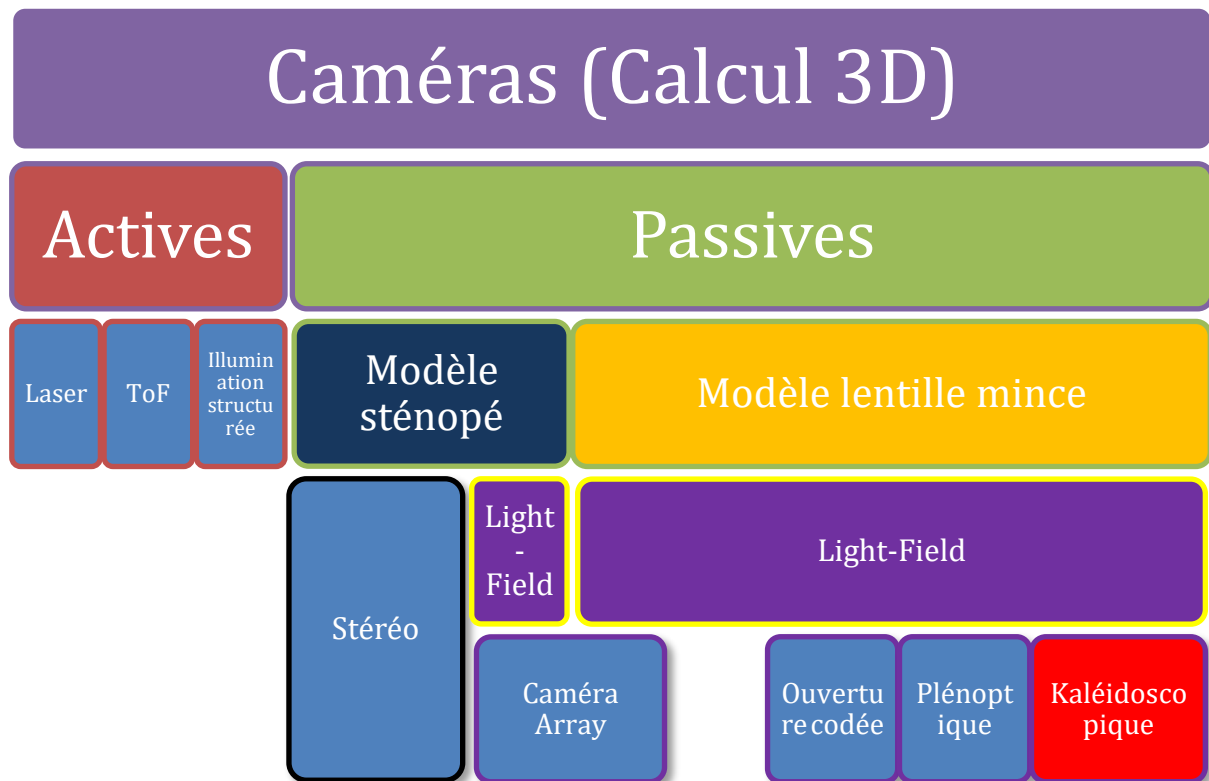 Caméras (Calcul 3D)
Actives
Passives
Laser
ToF
Illumin
ation
structu
rée
Modèle
sténopé
Modèle lentille mince
Stéréo
Light
-
Field
Light-Field
Caméra
Array
Ouvertu
re codée
Plénopt
ique
Kaléidosco
pique